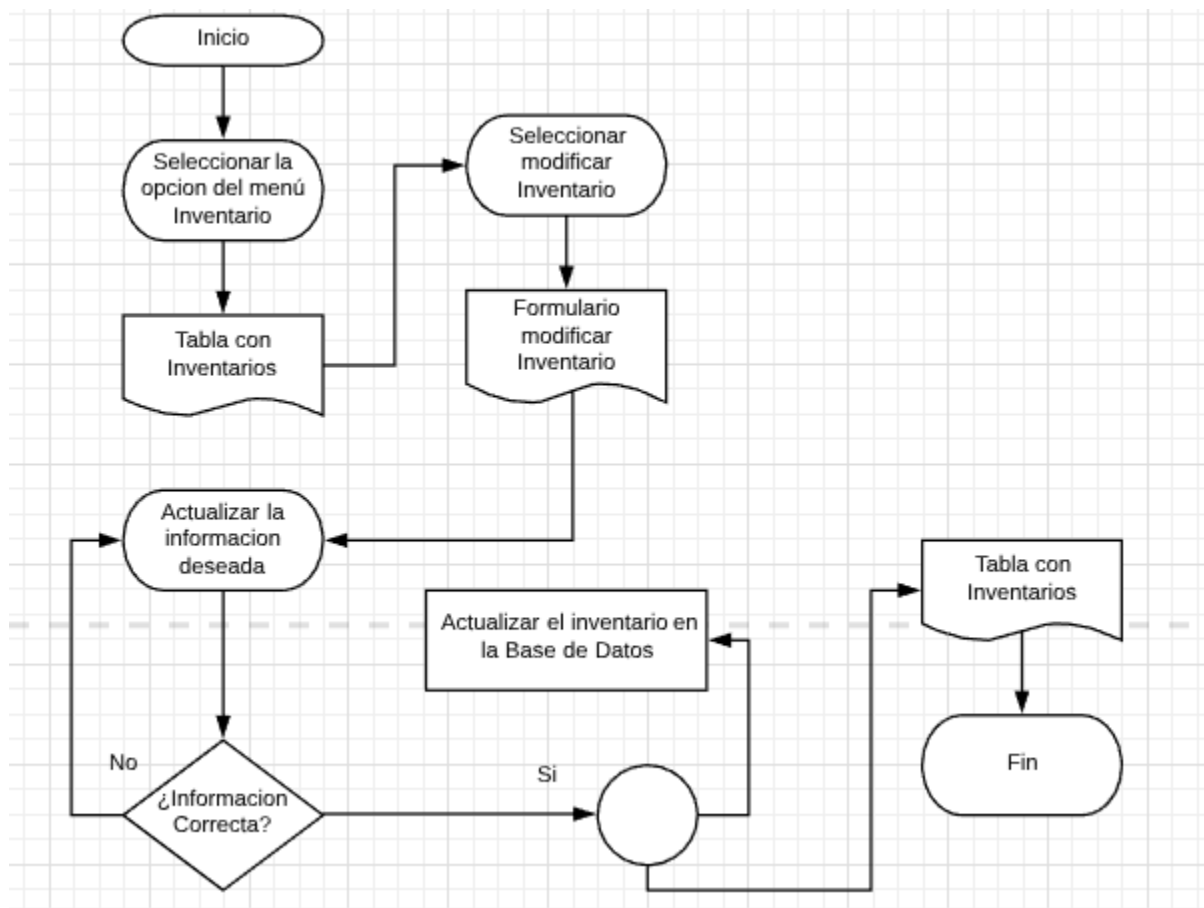 Inicio
Seleccionar la
opcion del menú
Inventario
Tabla con
Inventarios
Seleccionar
modificar
Inventario
Formulario
modificar
Inventario
Actualizar la
informacion
deseada
¿Informacion
Correcta?
No
Si
Actualizar el inventario en
la Base de Datos
Tabla con
Inventarios
Fin